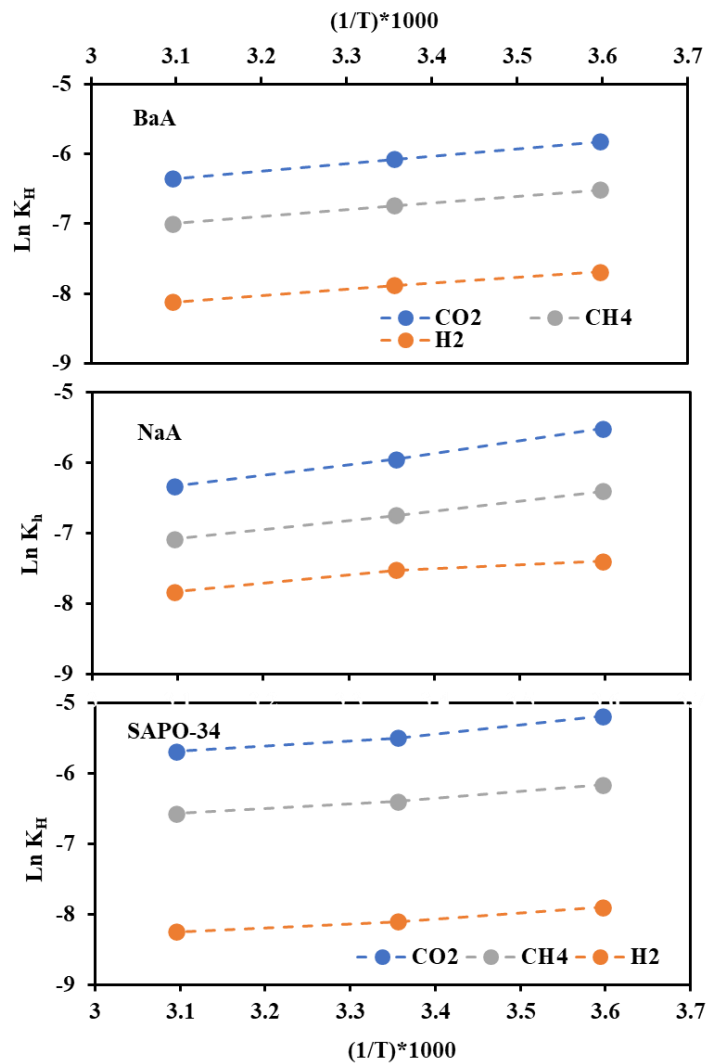 (1/T)*1000
3 3.1 3.2 3.3 3.4 3.5 3.6 3.7
-5
BaA
-6
Ln K_H
-7
-8
CO2 CH4
H2
-9
-5
NaA
-6
Ln K_h
-7
-8
-9
-5
SAPO-34
-6
Ln K_H
-7
-8
CO2 CH4 H2
-9
3 3.1 3.2 3.3 3.4 3.5 3.6 3.7
(1/T)*1000